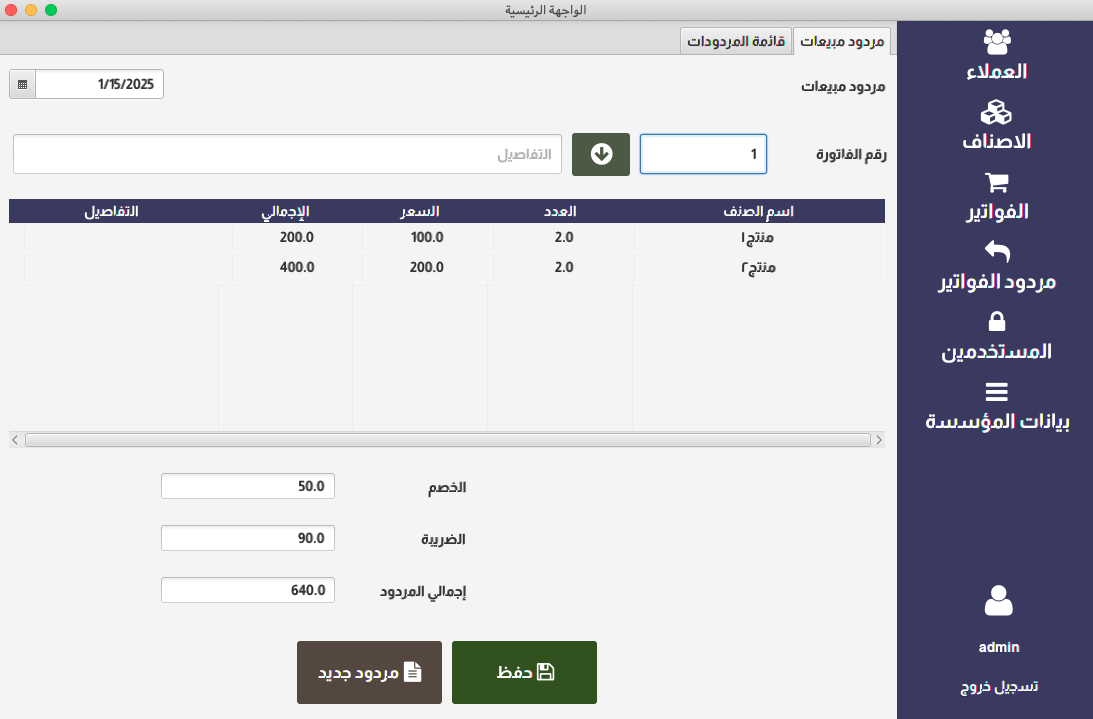 الواجهة الرئيسية
العملاء
الاصناف
الفواتير
مردود الفواتير
المستخدمين
بيانات المؤسسة
admin
تسجيل خروج
مردود مبيعات
قائمة المردودات
مردود مبيعات
1/15/2025
رقم الفاتورة
1
التفاصيل
اسم الصنف العدد السعر الإجمالي التفاصيل
منتج١ 2.0 100.0 200.0
منتج٢ 2.0 200.0 400.0
الخصم 50.0
الضريبة 90.0
إجمالي المردود 640.0
حفظ
مردود جديد